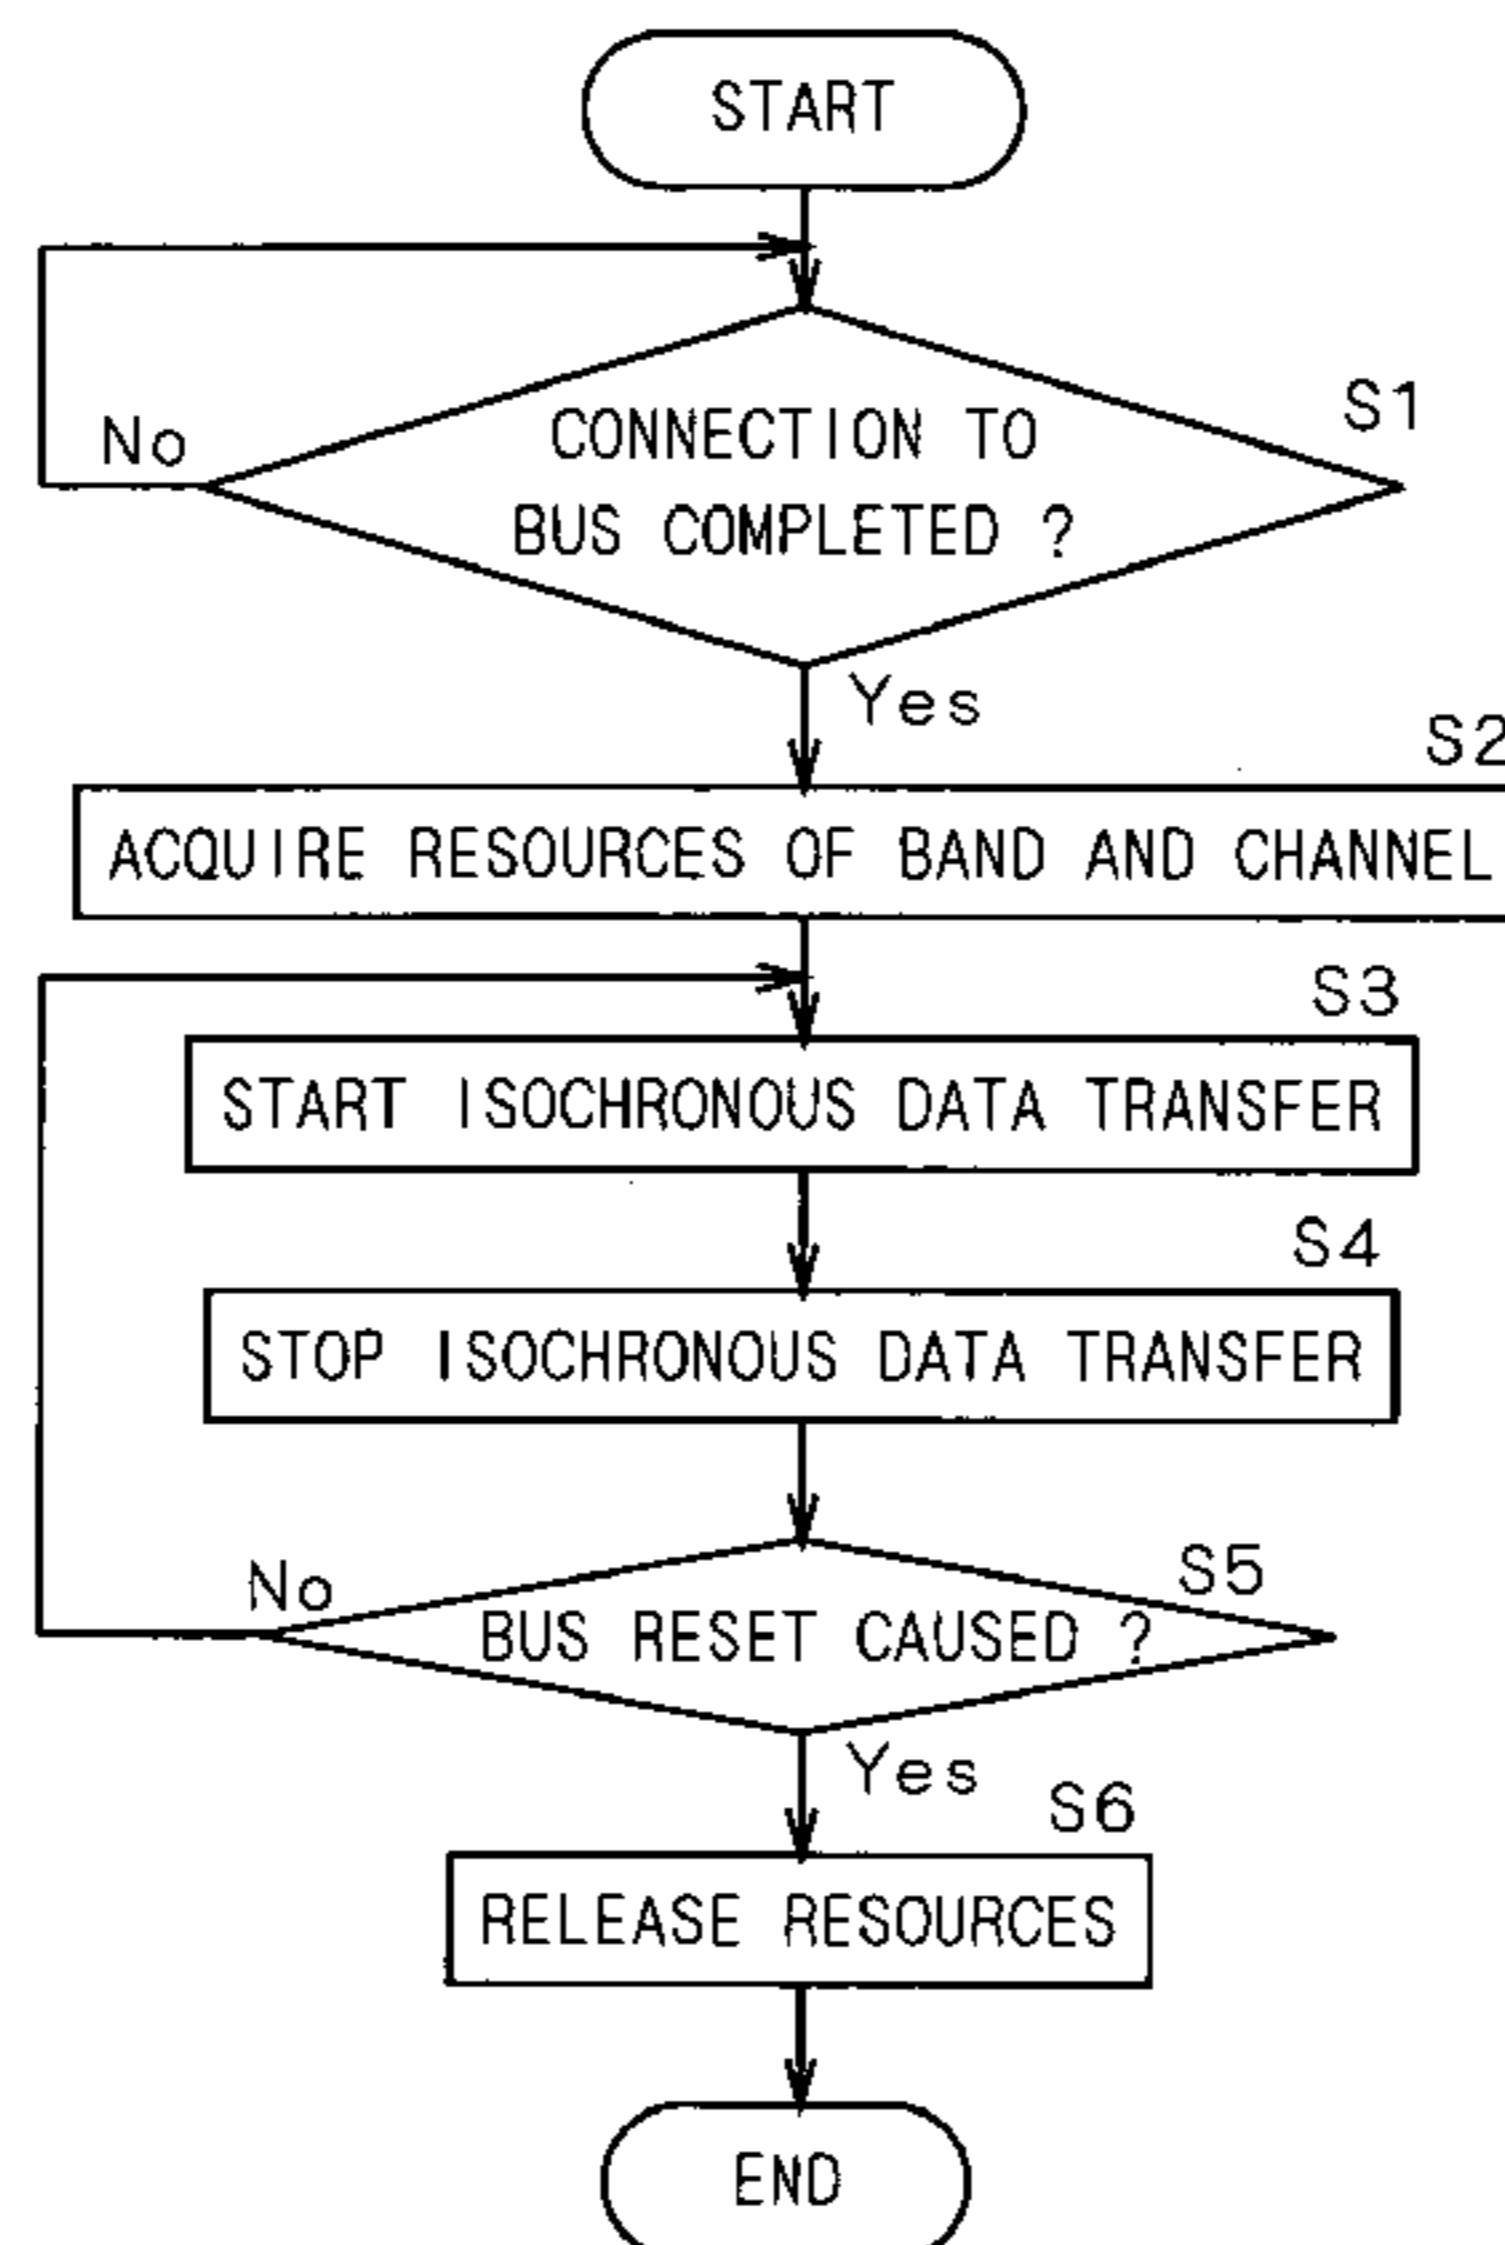 START
S1
CONNECTION TO
BUS COMPLETED ?
No
Yes
S2
ACQUIRE RESOURCES OF BAND AND CHANNEL
S3
START ISOCHRONOUS DATA TRANSFER
S4
STOP ISOCHRONOUS DATA TRANSFER
S5
No
BUS RESET CAUSED ?
Yes
S6
RELEASE RESOURCES
END